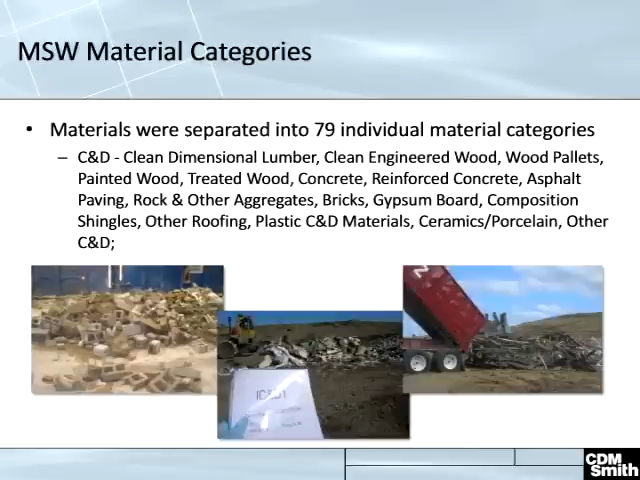 MSW Material Categories
• Materials were separated into 79 individual material categories
– C&D - Clean Dimensional Lumber, Clean Engineered Wood, Wood Pallets,
Painted Wood, Treated Wood, Concrete, Reinforced Concrete, Asphalt
Paving, Rock & Other Aggregates, Bricks, Gypsum Board, Composition
Shingles, Other Roofing, Plastic C&D Materials, Ceramics/Porcelain, Other
C&D;
CDM
Smith